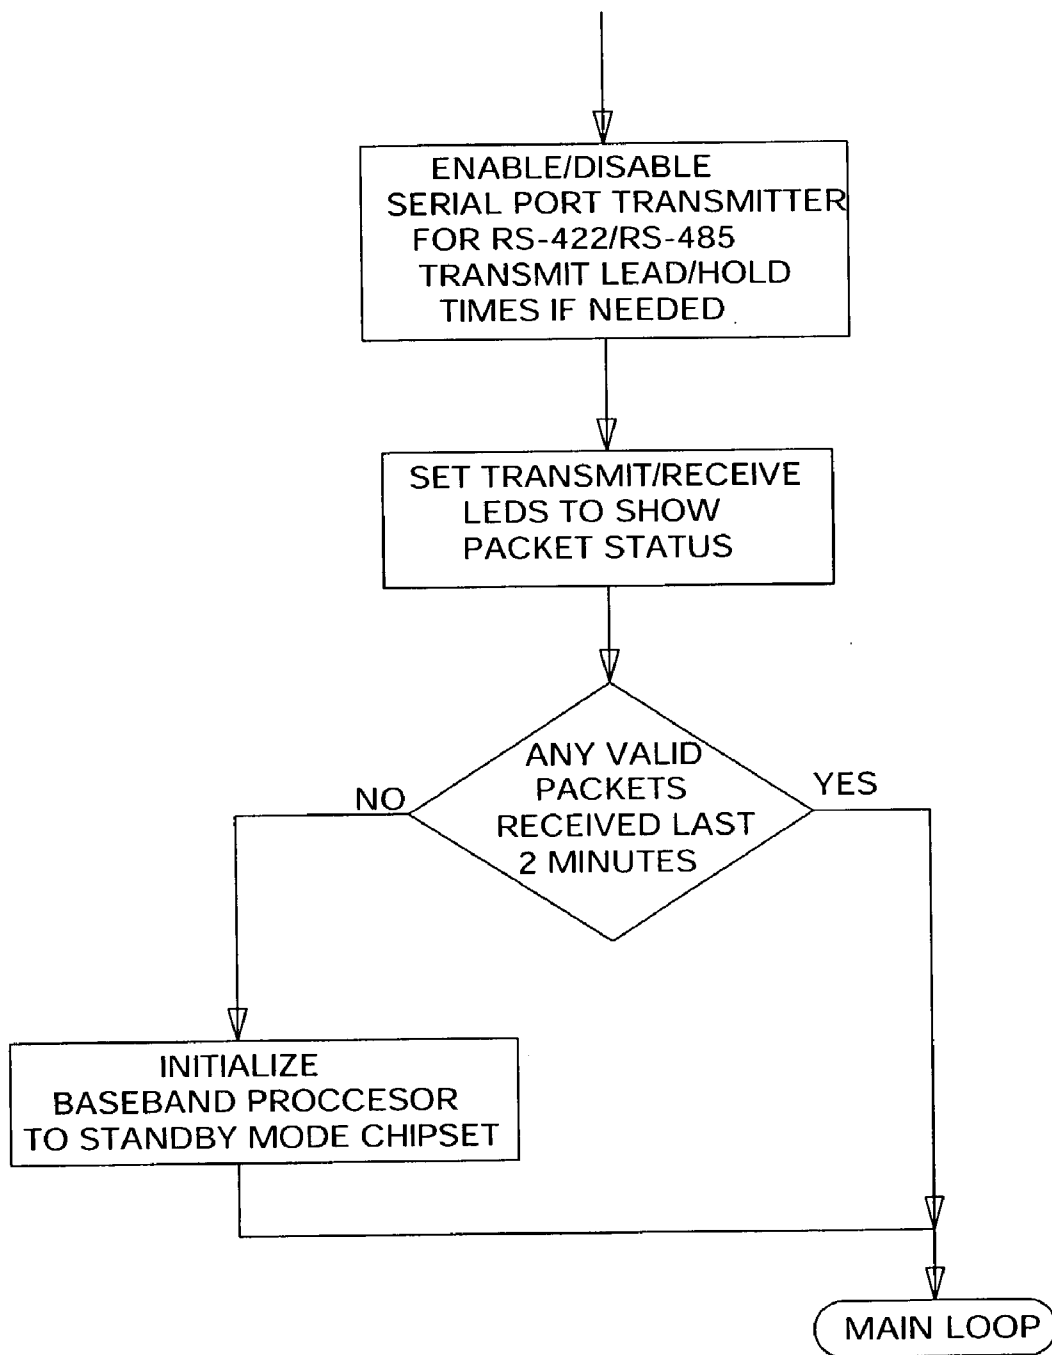 ENABLE/DISABLE
SERIAL PORT TRANSMITTER
FOR RS-422/RS-485
TRANSMIT LEAD/HOLD
TIMES IF NEEDED
SET TRANSMIT/RECEIVE
LEDS TO SHOW
PACKET STATUS
ANY VALID
PACKETS
RECEIVED LAST
2 MINUTES
NO
YES
INITIALIZE
BASEBAND PROCCESOR
TO STANDBY MODE CHIPSET
MAIN LOOP